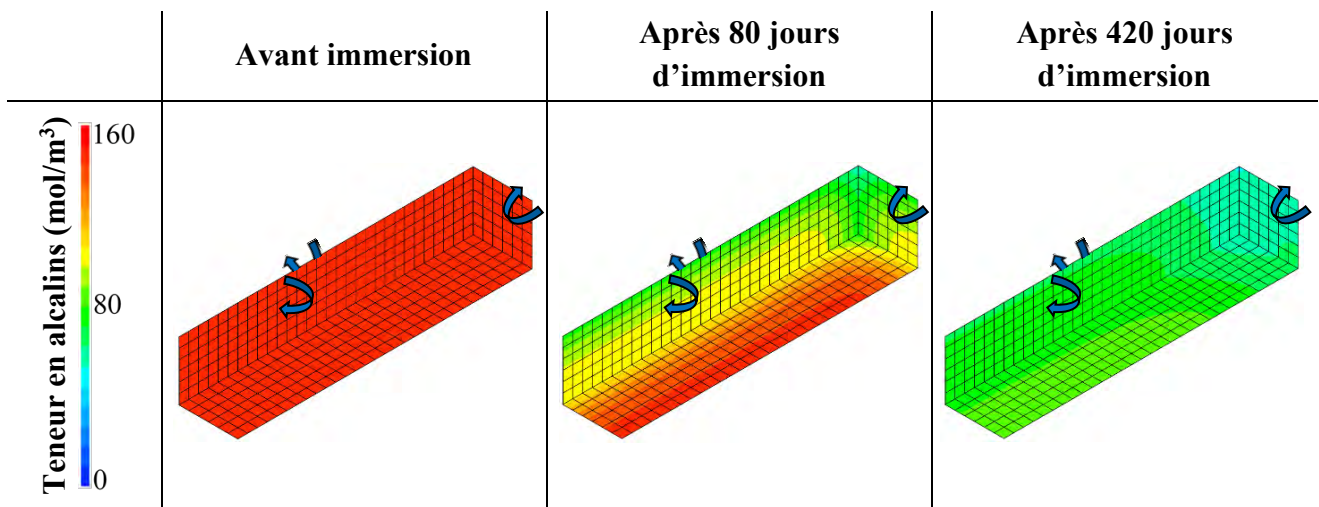 Avant immersion
Après 80 jours
d’immersion
Après 420 jours
d’immersion
Teneur en alcalins (mol/m³)
160
80
0